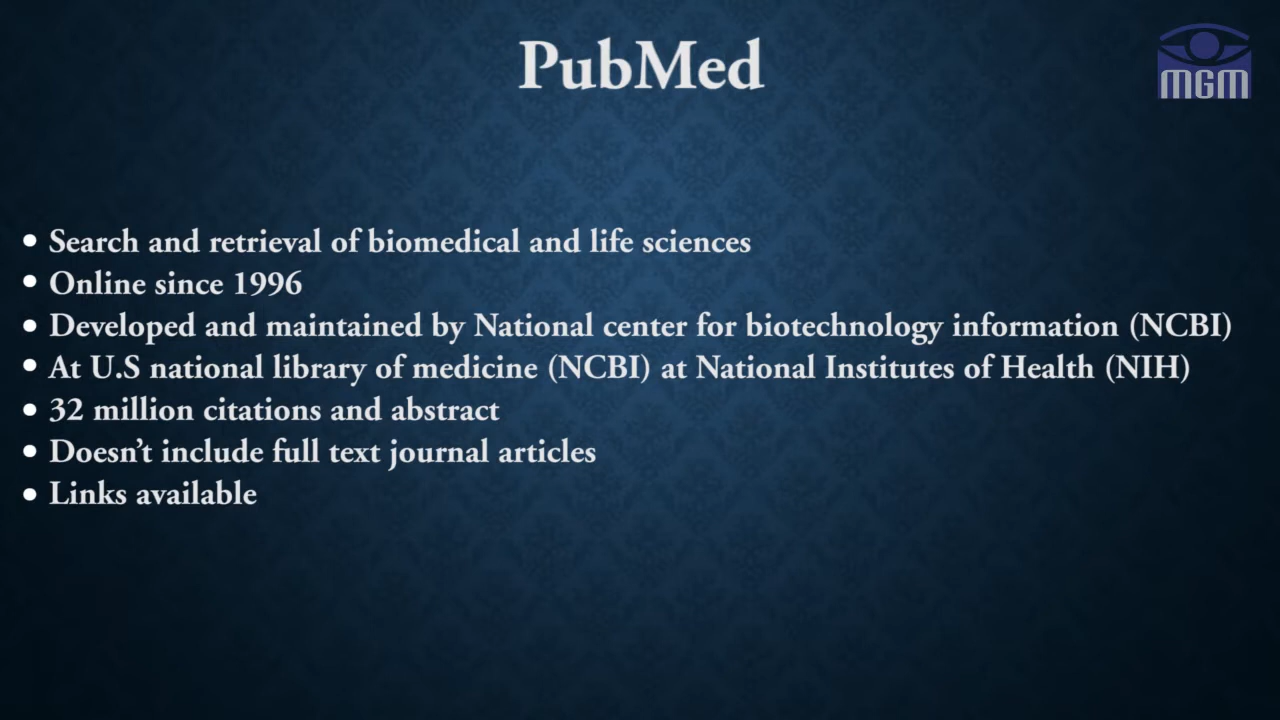 PubMed
MGM
• Search and retrieval of biomedical and life sciences
• Online since 1996
• Developed and maintained by National center for biotechnology information (NCBI)
• At U.S national library of medicine (NCBI) at National Institutes of Health (NIH)
• 32 million citations and abstract
• Doesn’t include full text journal articles
• Links available